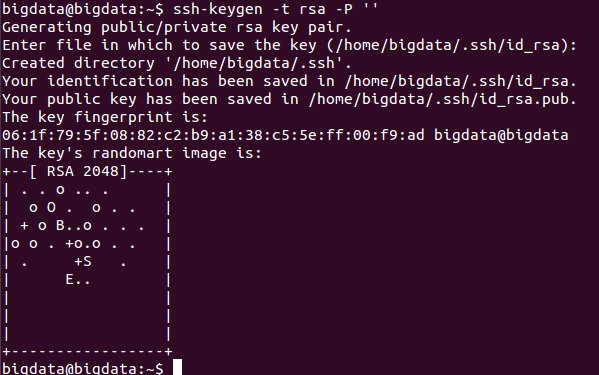 bigdata@bigdata:~$ ssh-keygen -t rsa -P ''
Generating public/private rsa key pair.
Enter file in which to save the key (/home/bigdata/.ssh/id_rsa):
Created directory '/home/bigdata/.ssh'.
Your identification has been saved in /home/bigdata/.ssh/id_rsa.
Your public key has been saved in /home/bigdata/.ssh/id_rsa.pub.
The key fingerprint is:
06:1f:79:5f:08:82:c2:b9:a1:38:c5:5e:ff:00:f9:ad bigdata@bigdata
The key's randomart image is:
+--[ RSA 2048]----+
| . . o .. .      |
|  o O .  o . .   |
| + o B..o . . .  |
|o o . +o.o . .   |
| .     +S   .    |
|      E..        |
|                 |
|                 |
|                 |
+-----------------+
bigdata@bigdata:~$